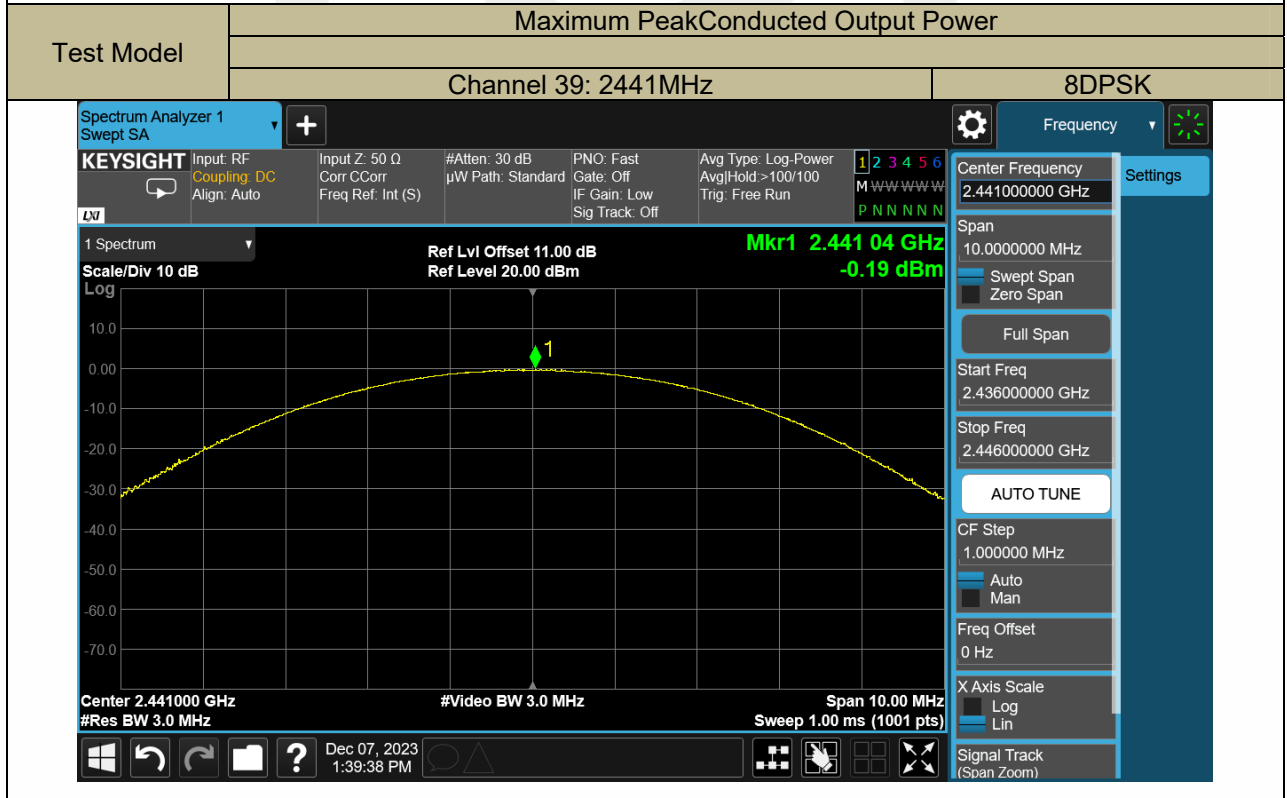 Test Model
Maximum PeakConducted Output Power
Channel 39: 2441MHz
8DPSK
Spectrum Analyzer 1
Swept SA
Frequency
KEYSIGHT
LXI
Input: RF
Coupling: DC
Align: Auto
Input Z: 50 Ω
Corr CCorr
Freq Ref: Int (S)
#Atten: 30 dB
µW Path: Standard
PNO: Fast
Gate: Off
IF Gain: Low
Sig Track: Off
Avg Type: Log-Power
Avg|Hold:>100/100
Trig: Free Run
1 2 3 4 5 6
M W W W W W
P N N N N N
1 Spectrum
Scale/Div 10 dB
Log
Ref Lvl Offset 11.00 dB
Ref Level 20.00 dBm
Mkr1 2.441 04 GHz
-0.19 dBm
1
10.0
0.00
-10.0
-20.0
-30.0
-40.0
-50.0
-60.0
-70.0
Center 2.441000 GHz
#Res BW 3.0 MHz
#Video BW 3.0 MHz
Span 10.00 MHz
Sweep 1.00 ms (1001 pts)
Dec 07, 2023
1:39:38 PM
Center Frequency
2.441000000 GHz
Settings
Span
10.0000000 MHz
Swept Span
Zero Span
Full Span
Start Freq
2.436000000 GHz
Stop Freq
2.446000000 GHz
AUTO TUNE
CF Step
1.000000 MHz
Auto
Man
Freq Offset
0 Hz
X Axis Scale
Log
Lin
Signal Track
(Span Zoom)